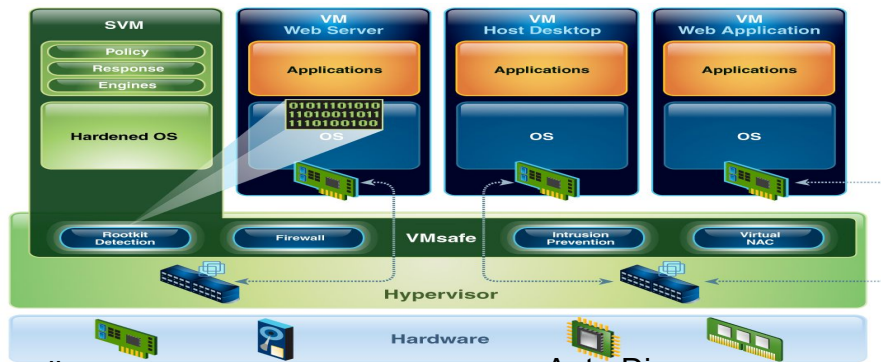 SVM
Policy
Response
Engines
Hardened OS
VM
Web Server
Applications
01011101010
11010011011
1110100100
OS
VM
Host Desktop
Applications
OS
VM
Web Application
Applications
OS
Rootkit
Detection
Firewall
VMsafe
Intrusion
Prevention
Virtual
NAC
Hypervisor
Hardware